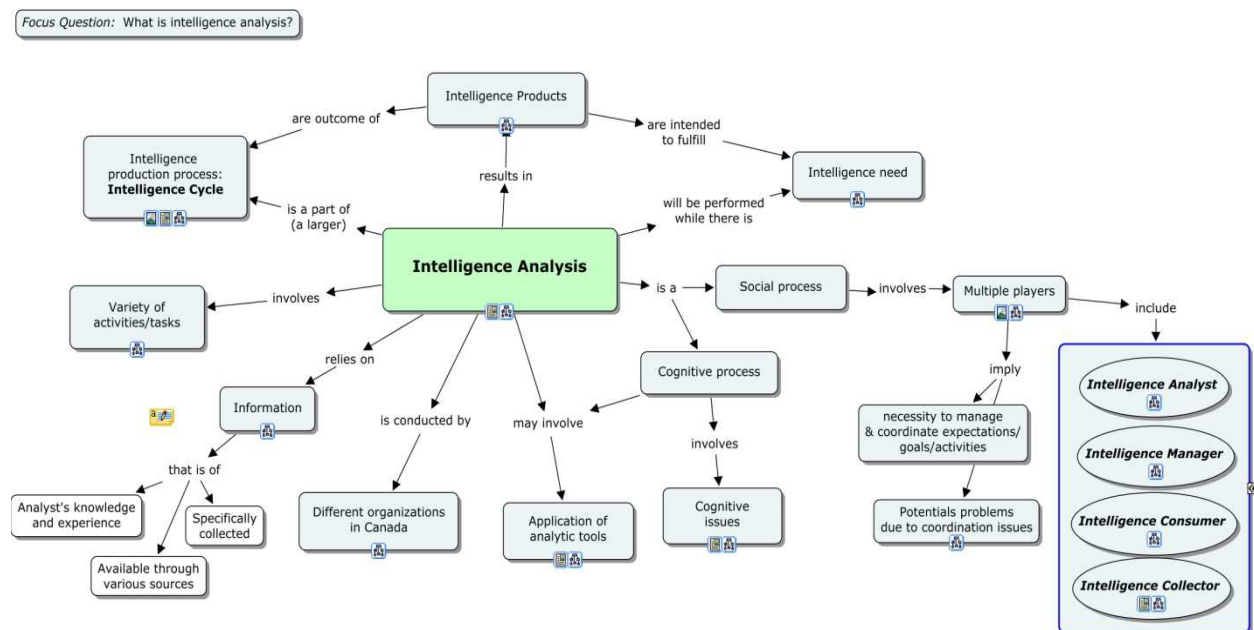 Focus Question: What is intelligence analysis?
Intelligence Products
are outcome of
are intended
to fulfill
Intelligence
production process:
Intelligence Cycle
results in
Intelligence need
is a part of
(a larger)
will be performed
while there is
Intelligence Analysis
is a
Social process
involves
Multiple players
include
Variety of
activities/tasks
involves
relies on
Information
that is of
Analyst's knowledge
and experience
Specifically
collected
Available through
various sources
is conducted by
Different organizations
in Canada
may involve
Application of
analytic tools
Cognitive process
involves
Cognitive
issues
imply
necessity to manage
& coordinate expectations/
goals/activities
Potentials problems
due to coordination issues
Intelligence Analyst
Intelligence Manager
Intelligence Consumer
Intelligence Collector